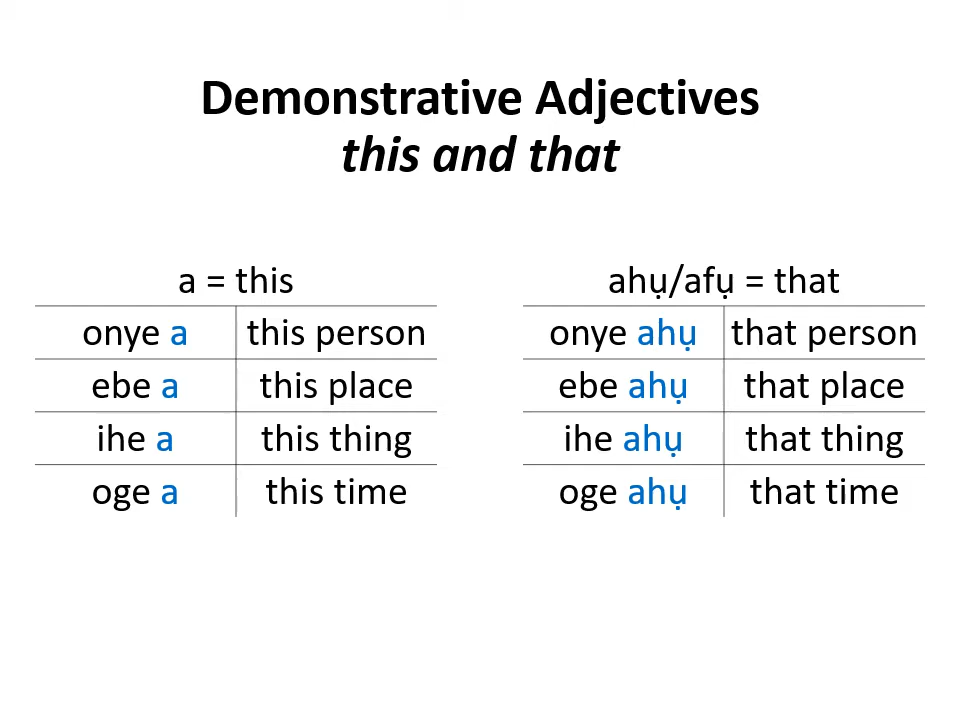 Demonstrative Adjectives
this and that
a = this
onye a this person
ebe a this place
ihe a this thing
oge a this time
ahụ/afụ = that
onye ahụ that person
ebe ahụ that place
ihe ahụ that thing
oge ahụ that time